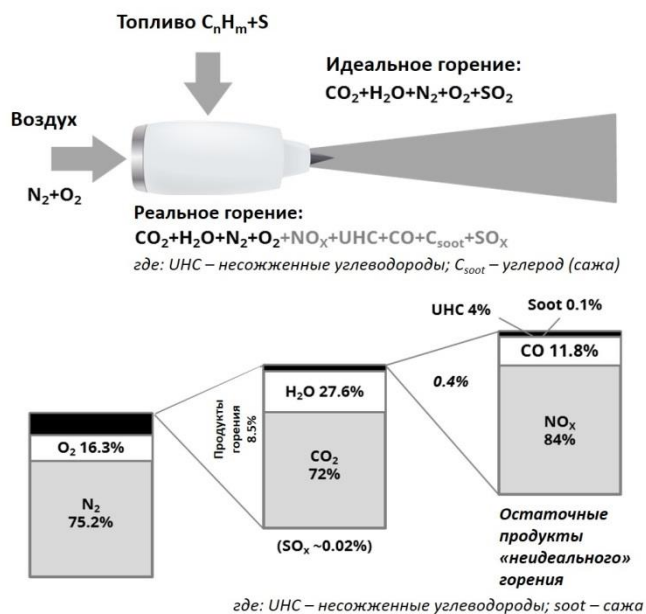 Топливо CₙHₘ+S
Идеальное горение:
CO₂+H₂O+N₂+O₂+SO₂
Воздух
N₂+O₂
Реальное горение:
CO₂+H₂O+N₂+O₂+NOₓ+UHC+CO+Cₛₒₒₜ+SOₓ
где: UHC – несожженные углеводороды; Cₛₒₒₜ – углерод (сажа)
UHC 4%
Soot 0.1%
CO 11.8%
0.4%
NOₓ
84%
H₂O 27.6%
Продукты
горения
8.5%
CO₂
72%
O₂ 16.3%
N₂
75.2%
(SOₓ ~0.02%)
Остаточные
продукты
«неидеального»
горения
где: UHC – несожженные углеводороды; soot – сажа